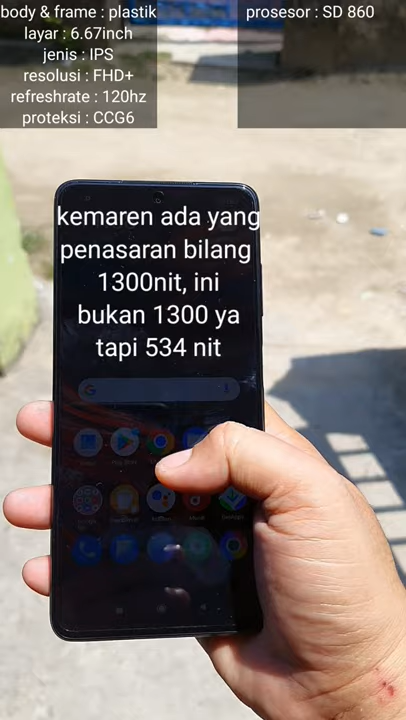 body & frame : plastik
layar : 6.67inch
jenis : IPS
resolusi : FHD+
refreshrate : 120hz
proteksi : CCG6
prosesor : SD 860
kemaren ada yang
penasaran bilang
1300nit, ini
bukan 1300 ya
tapi 534 nit